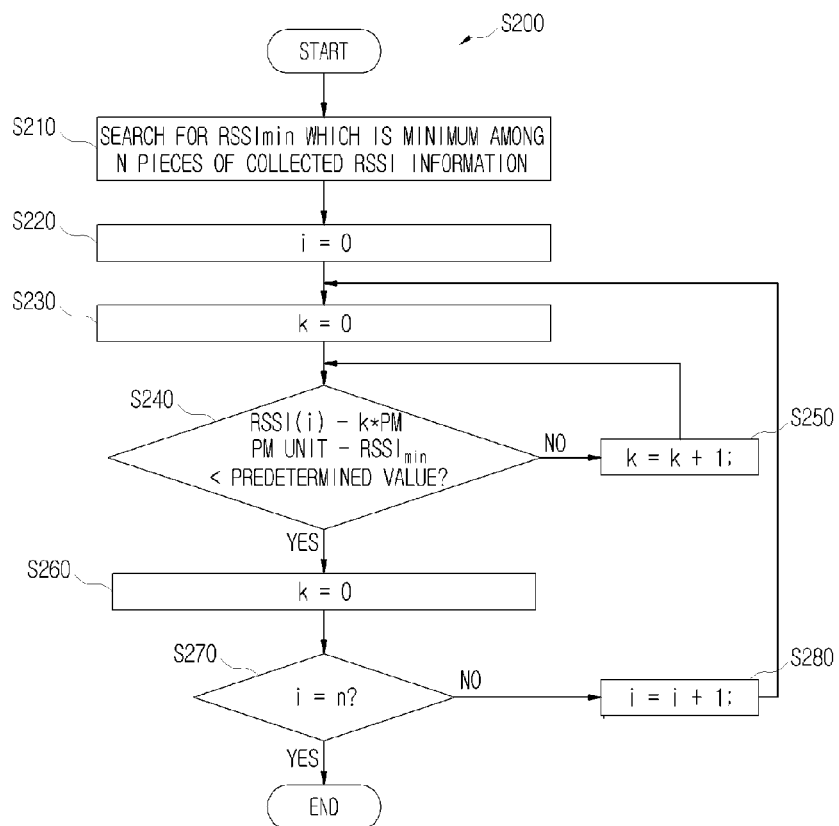 S200
START
S210
SEARCH FOR RSSImin WHICH IS MINIMUM AMONG
N PIECES OF COLLECTED RSSI INFORMATION
S220
i = 0
S230
k = 0
S240
RSSI(i) - k*PM
PM UNIT - RSSImin
< PREDETERMINED VALUE?
NO
S250
k = k + 1;
YES
S260
k = 0
S270
i = n?
NO
S280
i = i + 1;
YES
END